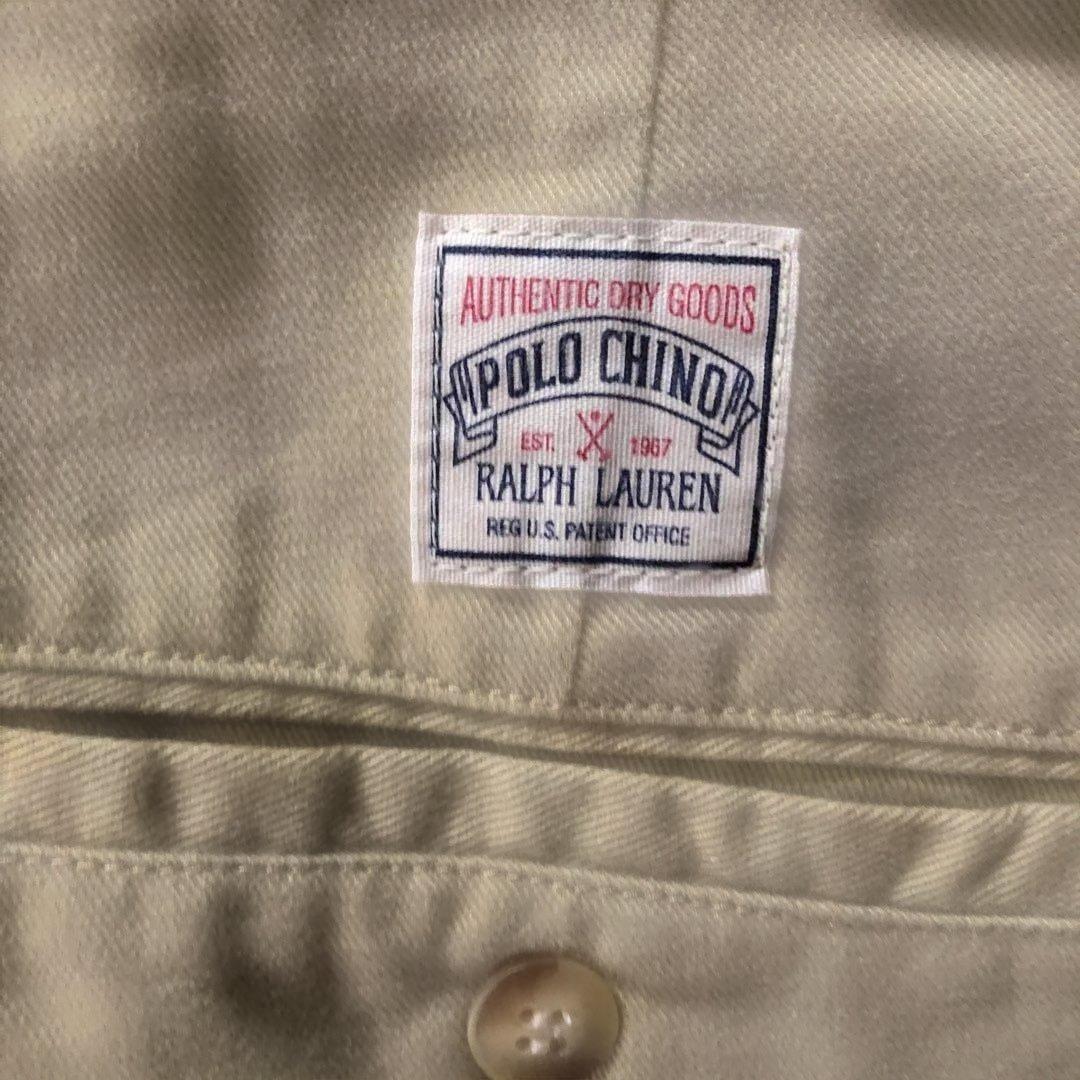 AUTHENTIC DRY GOODS
POLO CHINO
EST. 1967
RALPH LAUREN
REG U.S. PATENT OFFICE